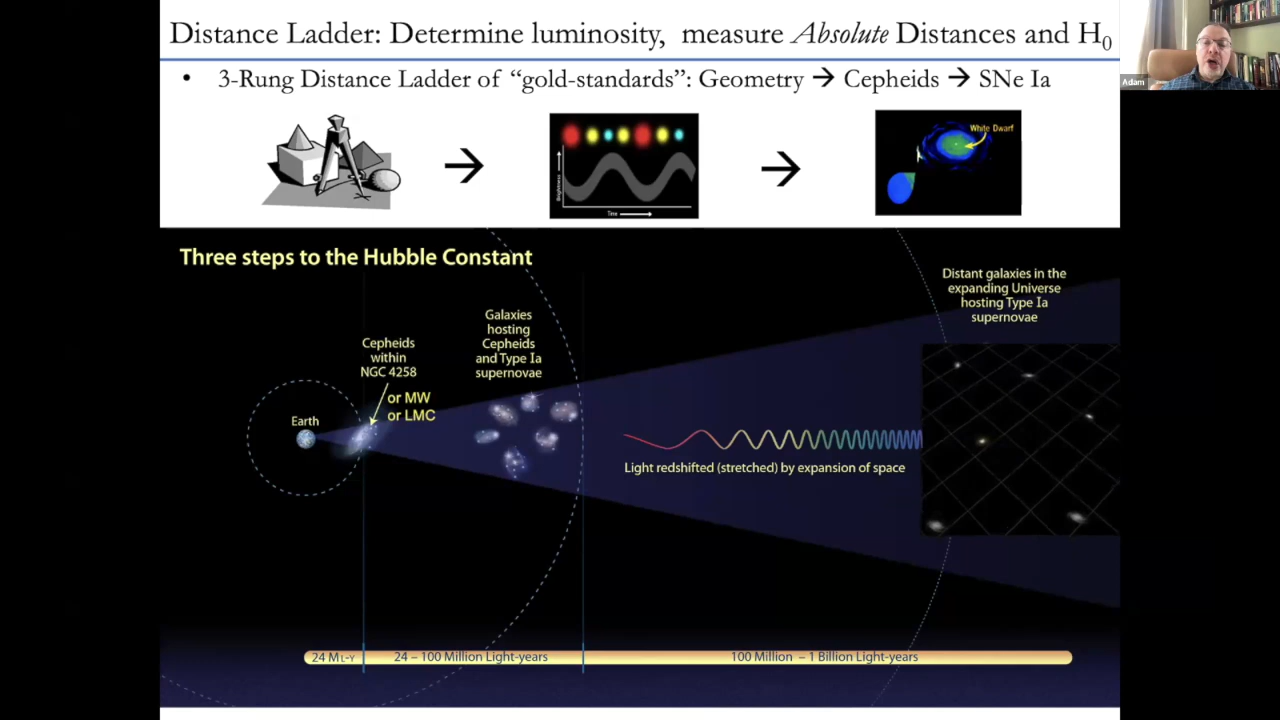 Distance Ladder: Determine luminosity, measure Absolute Distances and H₀
Adam
• 3-Rung Distance Ladder of “gold-standards”: Geometry → Cepheids → SNe Ia
Brightness
Time
White Dwarf
Three steps to the Hubble Constant
Distant galaxies in the
expanding Universe
hosting Type Ia
supernovae
Galaxies
hosting
Cepheids
and Type Ia
supernovae
Cepheids
within
NGC 4258
or MW
or LMC
Earth
Light redshifted (stretched) by expansion of space
24 M L-Y
24 – 100 Million Light-years
100 Million – 1 Billion Light-years